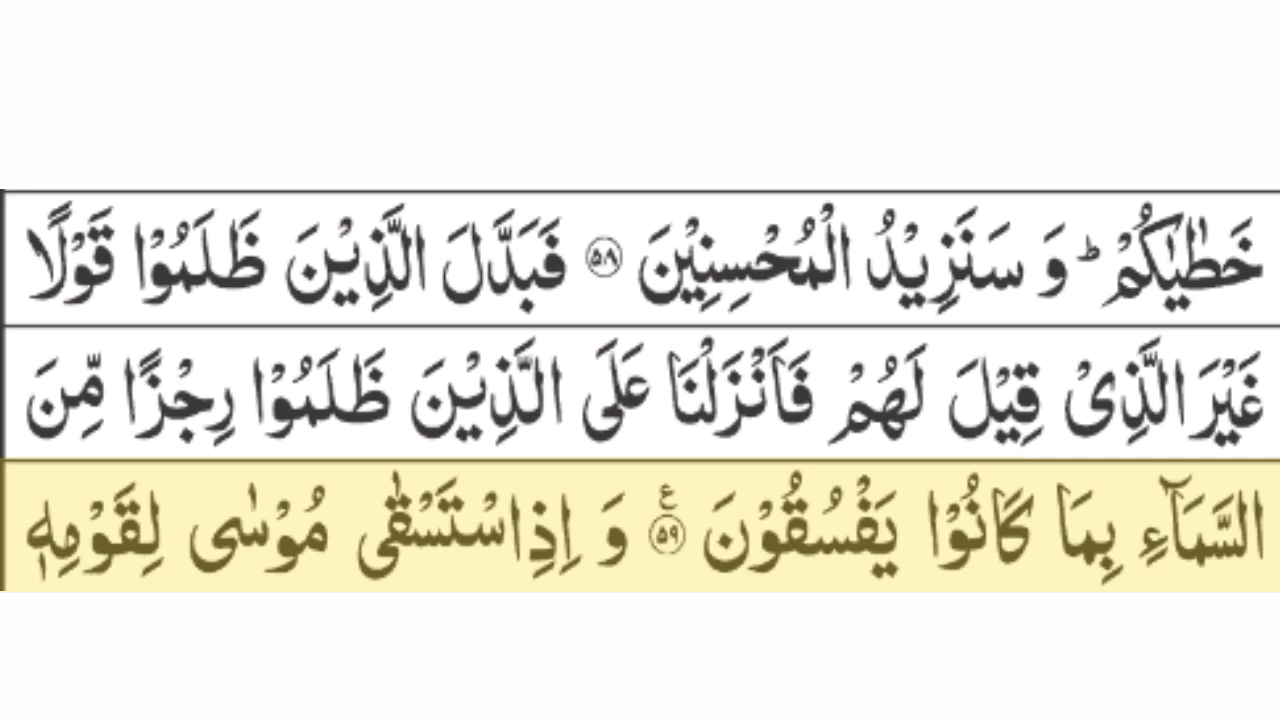 خَطٰیٰكُمْ ؕ وَ سَنَزِیْدُ الْمُحْسِنِیْنَ ۝۵۸ فَبَدَّلَ الَّذِیْنَ ظَلَمُوْا قَوْلًا
غَیْرَ الَّذِیْ قِیْلَ لَهُمْ فَاَنْزَلْنَا عَلَى الَّذِیْنَ ظَلَمُوْا رِجْزًا مِّنَ
السَّمَآءِ بِمَا كَانُوْا یَفْسُقُوْنَ ۝۵۹ ع وَ اِذِ اسْتَسْقٰى مُوْسٰى لِقَوْمِهٖ